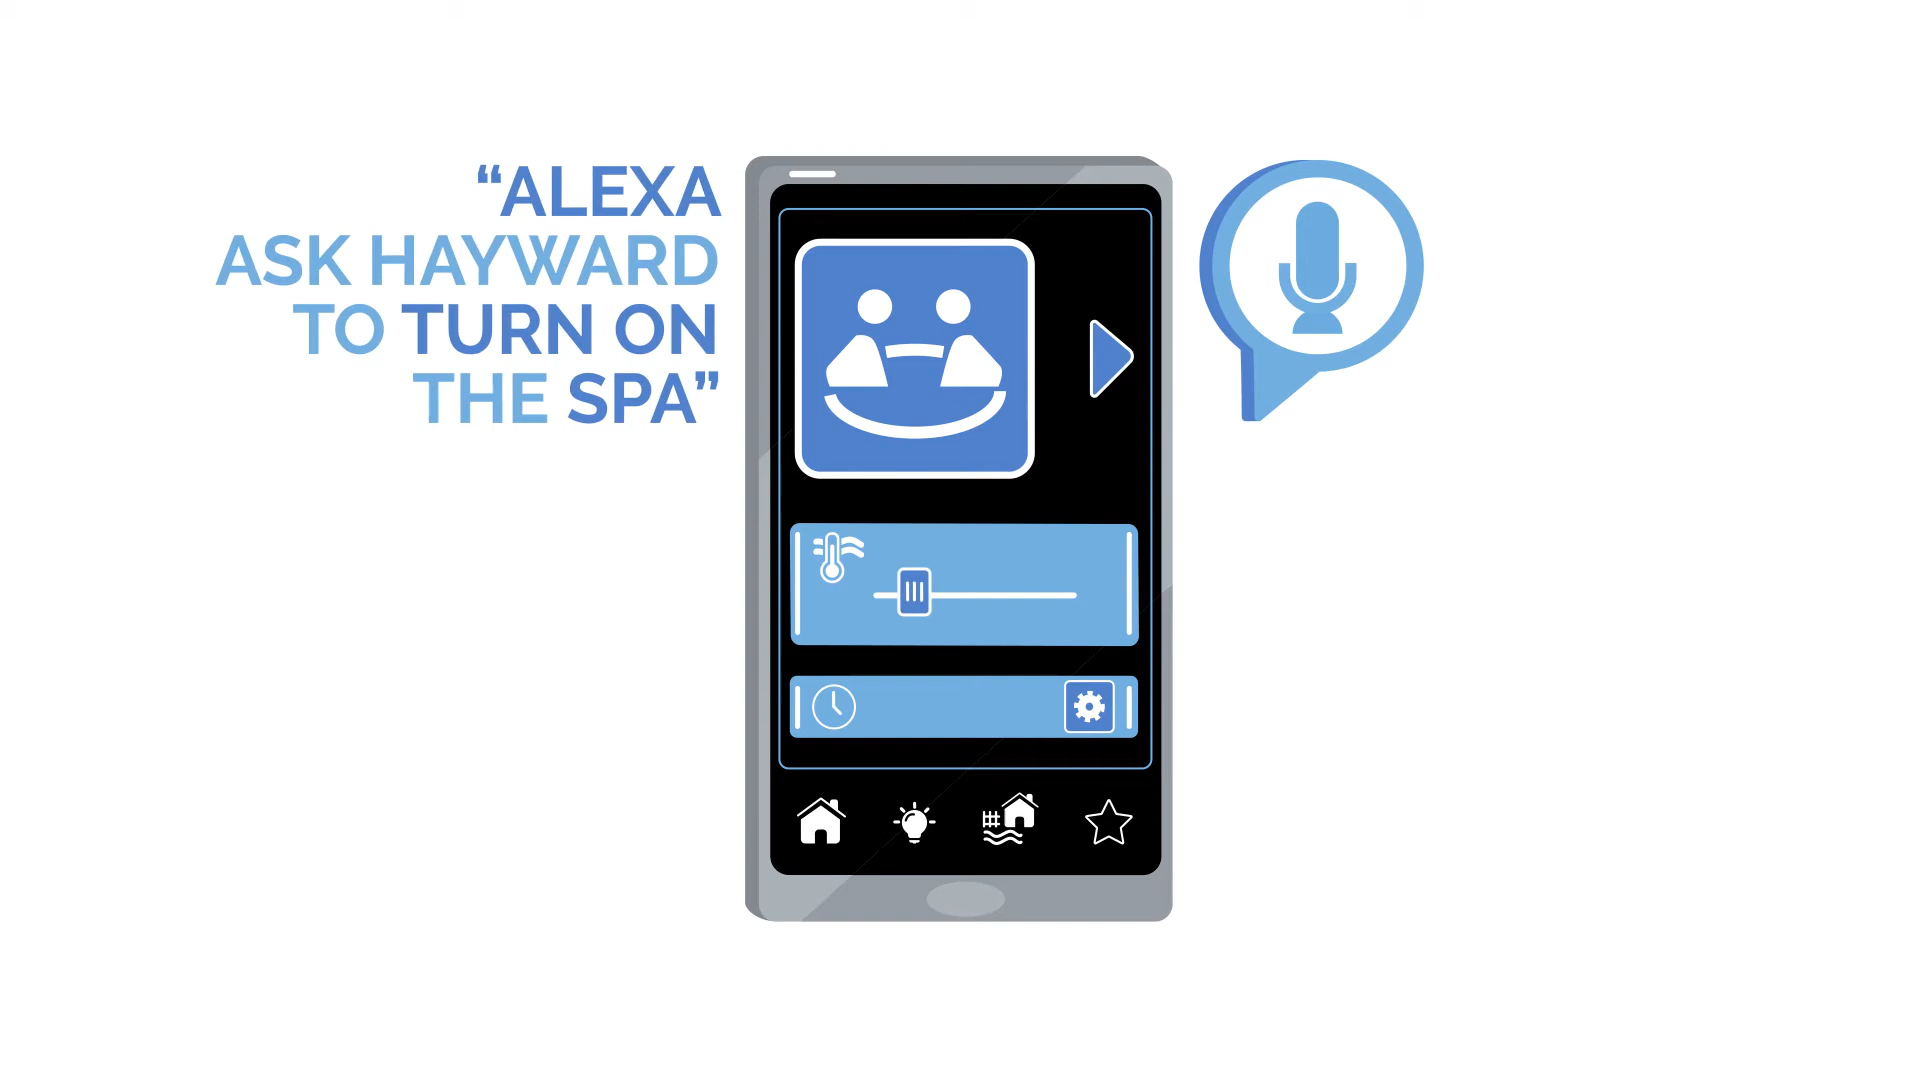 “ALEXA
ASK HAYWARD
TO TURN ON
THE SPA”